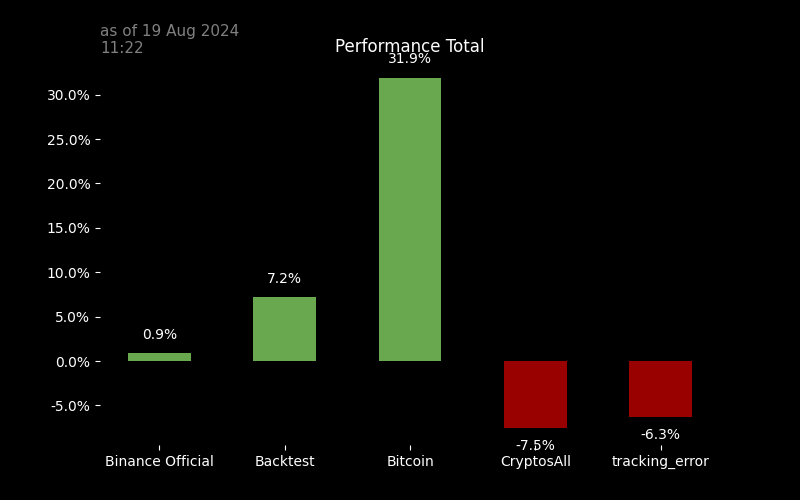 as of 19 Aug 2024
11:22
Performance Total
31.9%
30.0%
25.0%
20.0%
15.0%
10.0%
5.0%
0.0%
-5.0%
0.9%
7.2%
-7.5%
-6.3%
Binance Official
Backtest
Bitcoin
CryptosAll
tracking_error